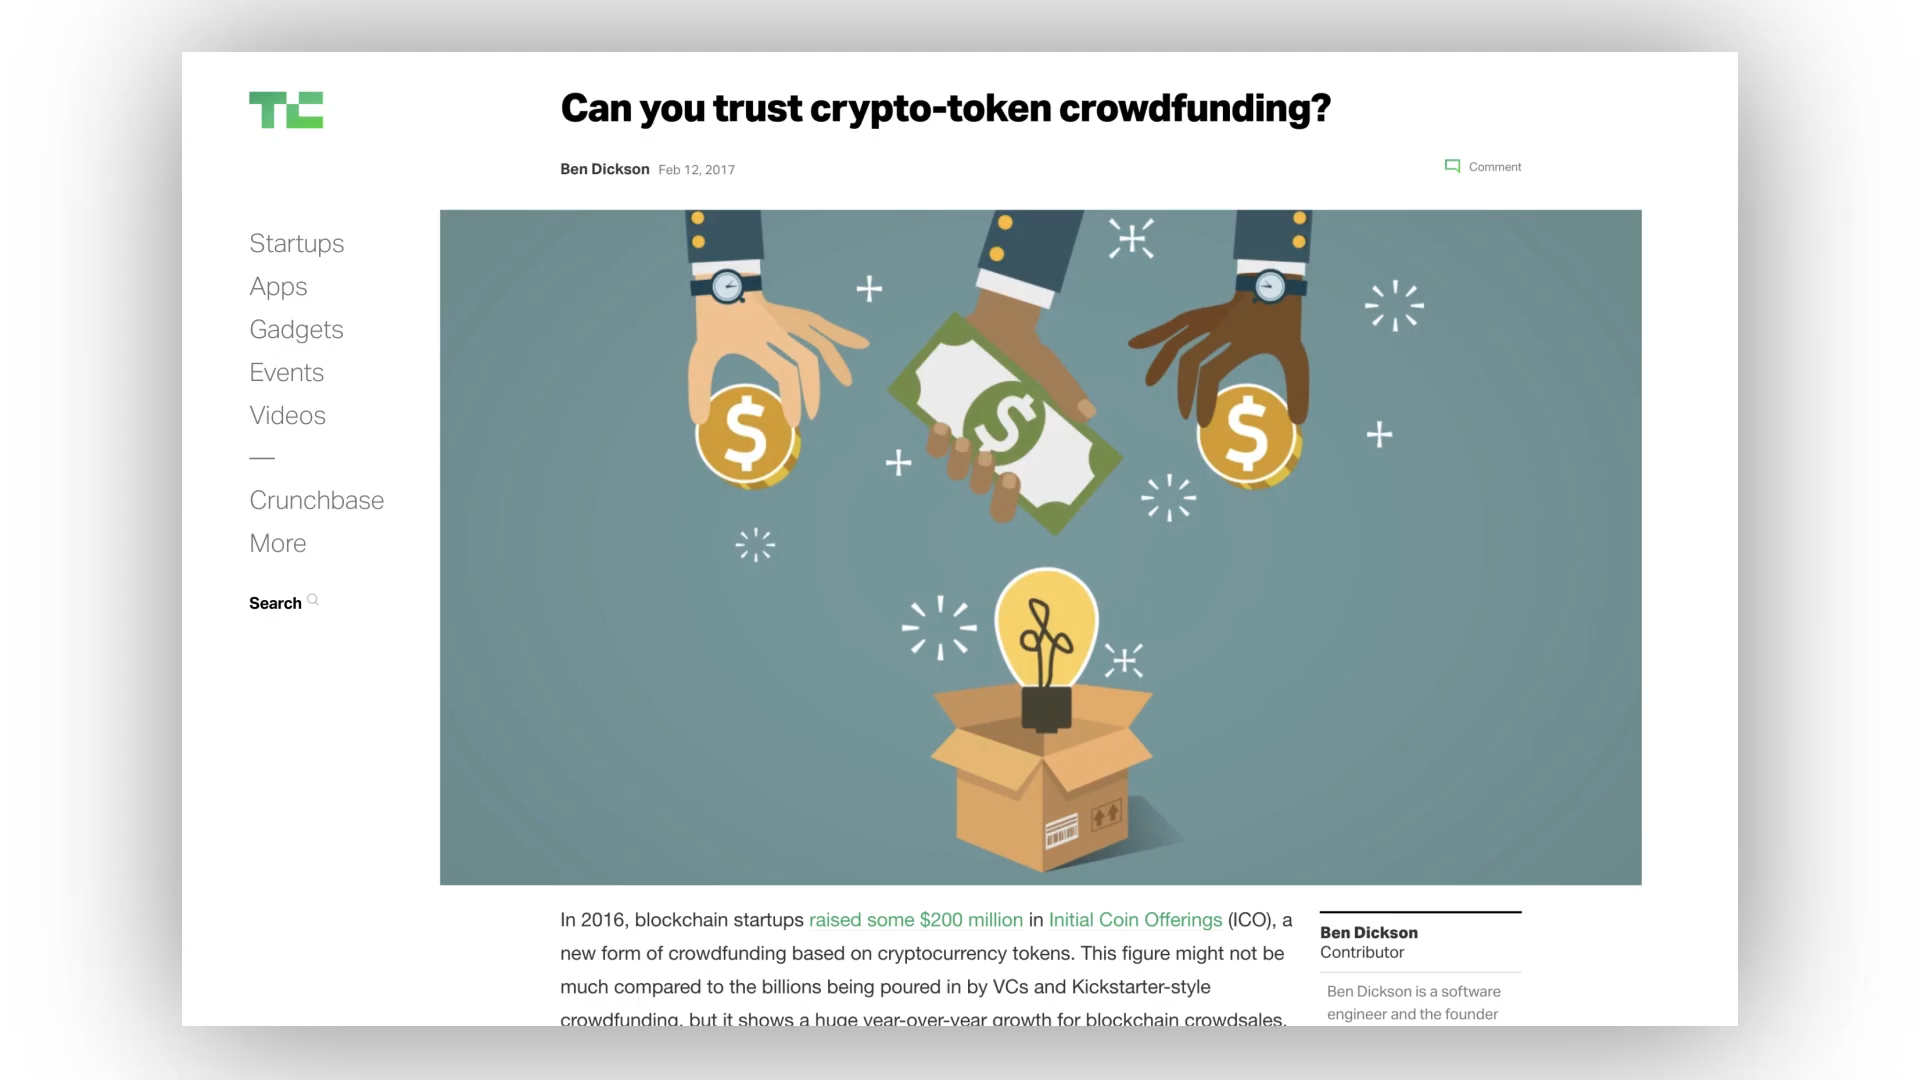 TC
Can you trust crypto-token crowdfunding?
Ben Dickson Feb 12, 2017
Comment
Startups
Apps
Gadgets
Events
Videos
—
Crunchbase
More
Search
$
$
$
In 2016, blockchain startups raised some $200 million in Initial Coin Offerings (ICO), a
new form of crowdfunding based on cryptocurrency tokens. This figure might not be
much compared to the billions being poured in by VCs and Kickstarter-style
crowdfunding, but it shows a huge year-over-year growth for blockchain crowdsales.
Ben Dickson
Contributor
Ben Dickson is a software
engineer and the founder